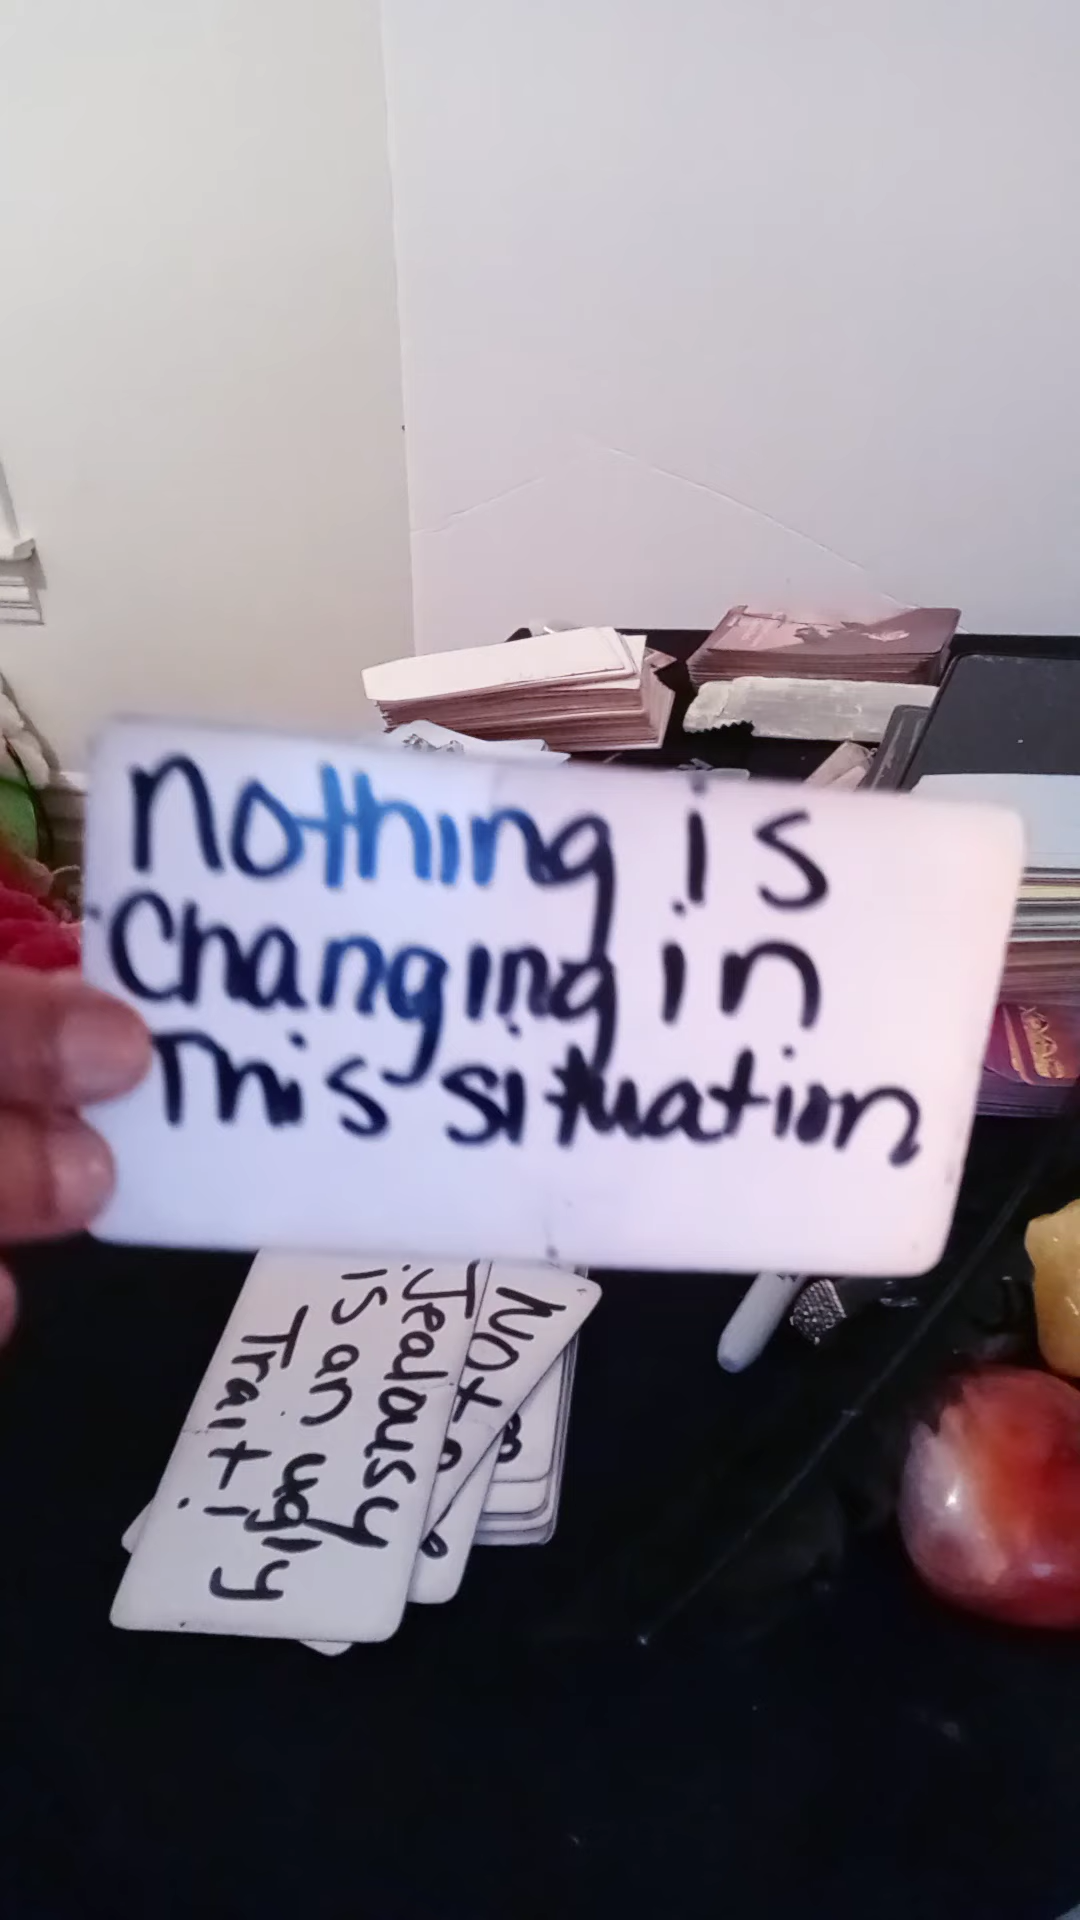 nothing is
Changing in
This situation
Not
Jealousy
is an ugly
Trait!